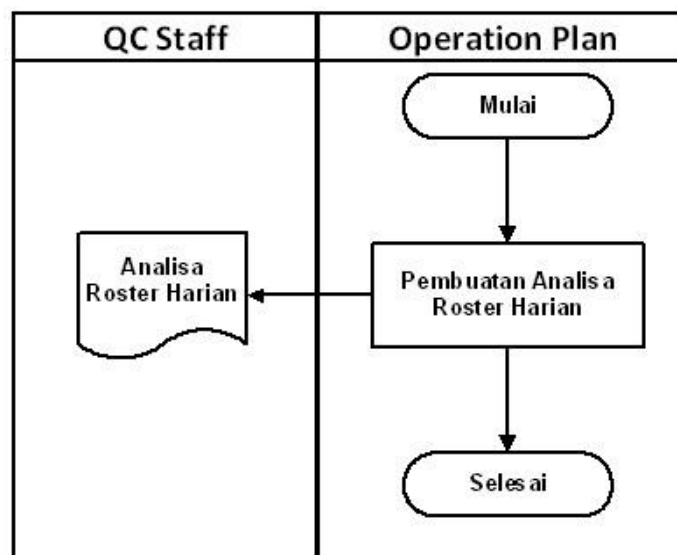 QC Staff
Operation Plan
Mulai
Analisa
Roster Harian
Pembuatan Analisa
Roster Harian
Selesai